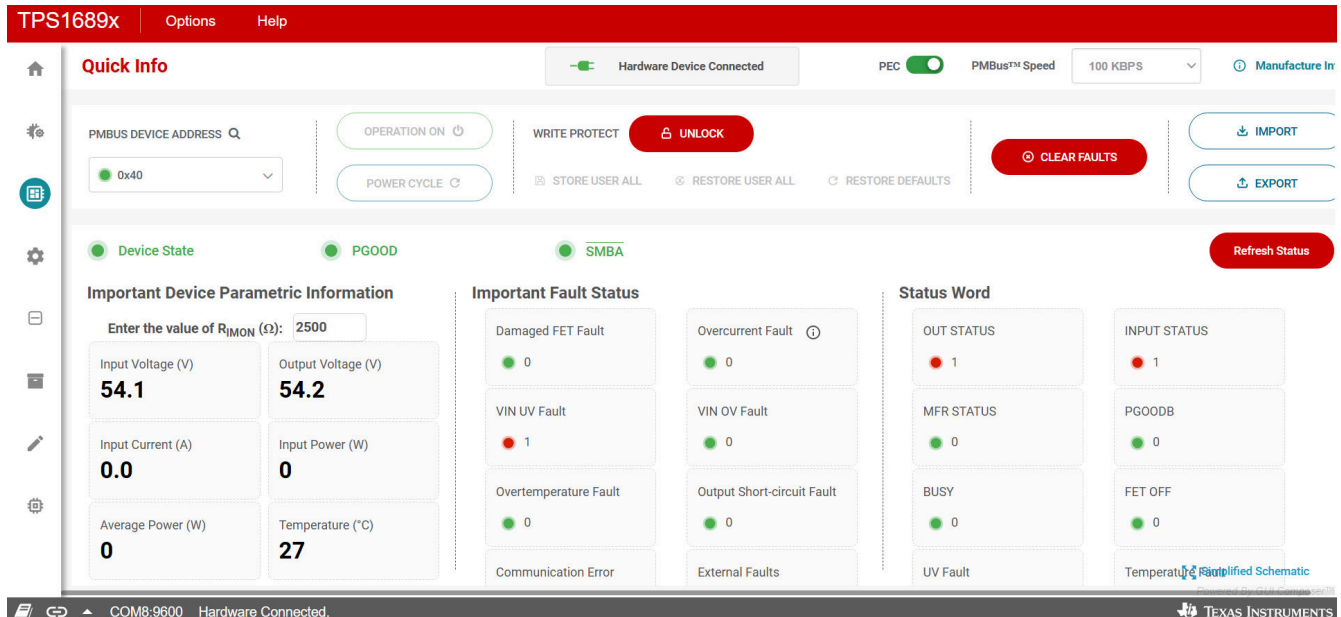 TPS1689x Options Help
Quick Info
Hardware Device Connected
PEC
PMBus™ Speed
100 KBPS
Manufacture In
PMBUS DEVICE ADDRESS
0x40
OPERATION ON
POWER CYCLE
WRITE PROTECT
UNLOCK
STORE USER ALL
RESTORE USER ALL
RESTORE DEFAULTS
CLEAR FAULTS
IMPORT
EXPORT
Device State
PGOOD
SMBA
Refresh Status
Important Device Parametric Information
Enter the value of RIMON (Ω): 2500
Input Voltage (V)
54.1
Output Voltage (V)
54.2
Input Current (A)
0.0
Input Power (W)
0
Average Power (W)
0
Temperature (°C)
27
Important Fault Status
Damaged FET Fault
0
Overcurrent Fault
0
VIN UV Fault
1
VIN OV Fault
0
Overtemperature Fault
0
Output Short-circuit Fault
0
Communication Error
External Faults
Status Word
OUT STATUS
1
INPUT STATUS
1
MFR STATUS
0
PGOODB
0
BUSY
0
FET OFF
0
UV Fault
Temperature Fault
Simplified Schematic
Powered By GUI Composer™
COM8:9600 Hardware Connected.
TEXAS INSTRUMENTS